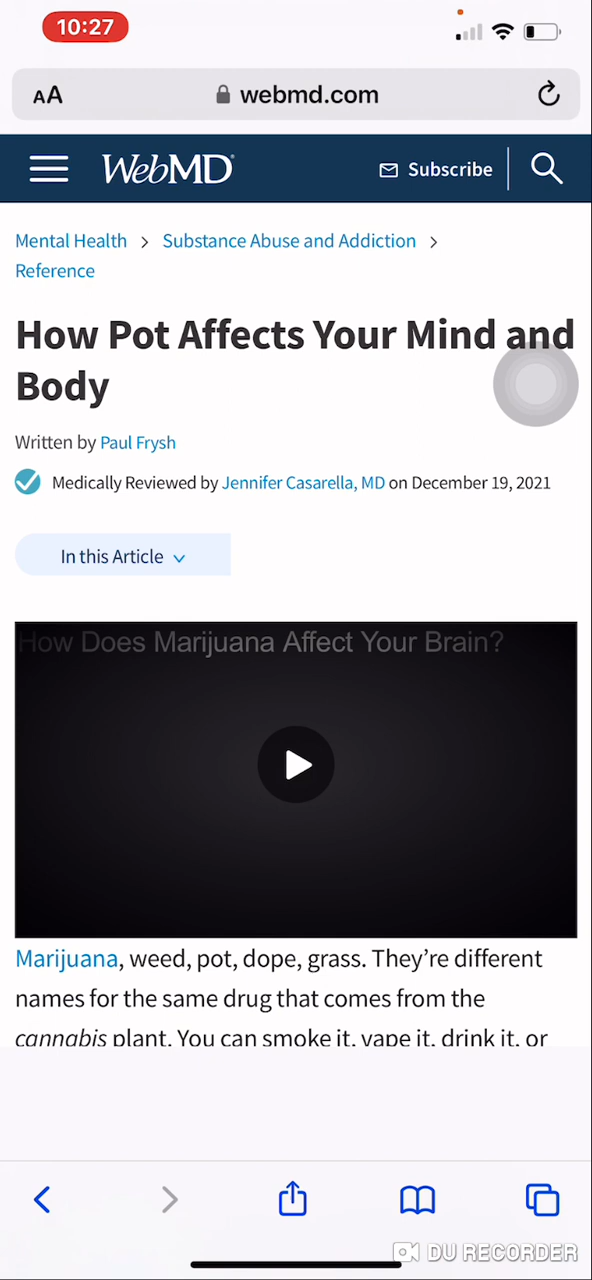 10:27
AA webmd.com
WebMD Subscribe
Mental Health > Substance Abuse and Addiction >
Reference
How Pot Affects Your Mind and
Body
Written by Paul Frysh
Medically Reviewed by Jennifer Casarella, MD on December 19, 2021
In this Article
How Does Marijuana Affect Your Brain?
Marijuana, weed, pot, dope, grass. They’re different
names for the same drug that comes from the
cannabis plant. You can smoke it, vape it, drink it, or
DU RECORDER